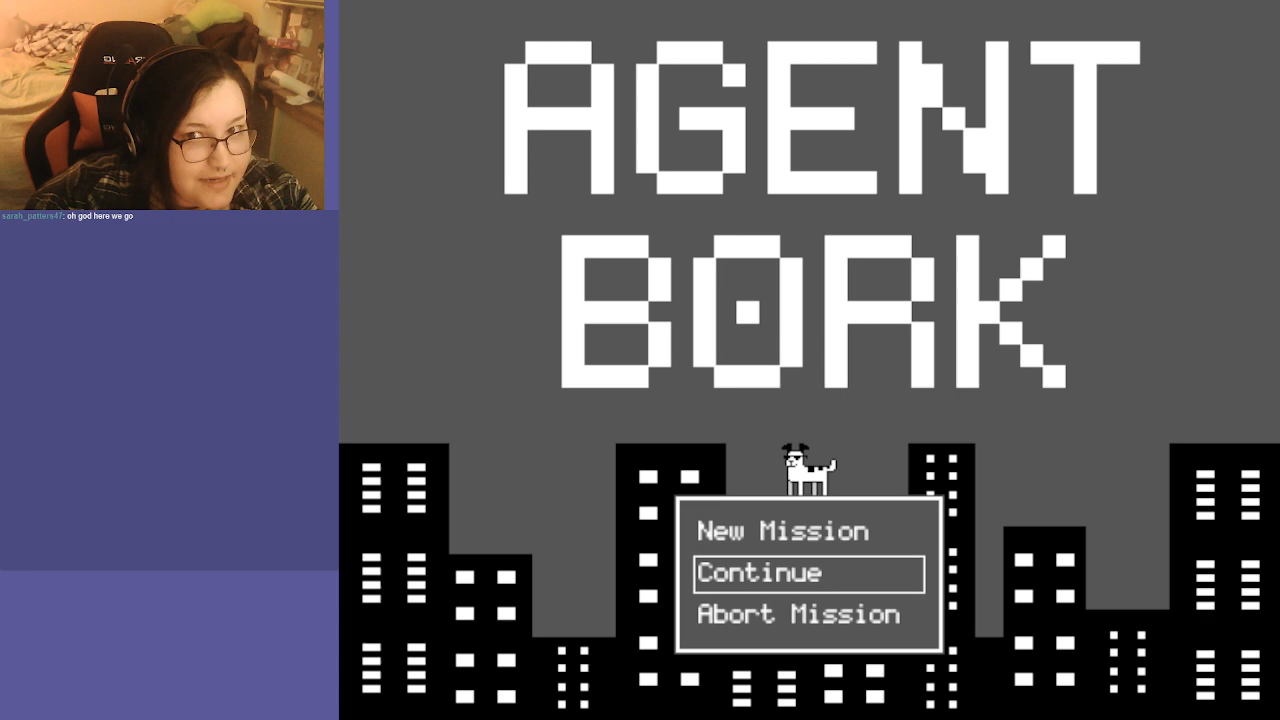 AGENT
BORK
sarah_patters47: oh god here we go
New Mission
Continue
Abort Mission